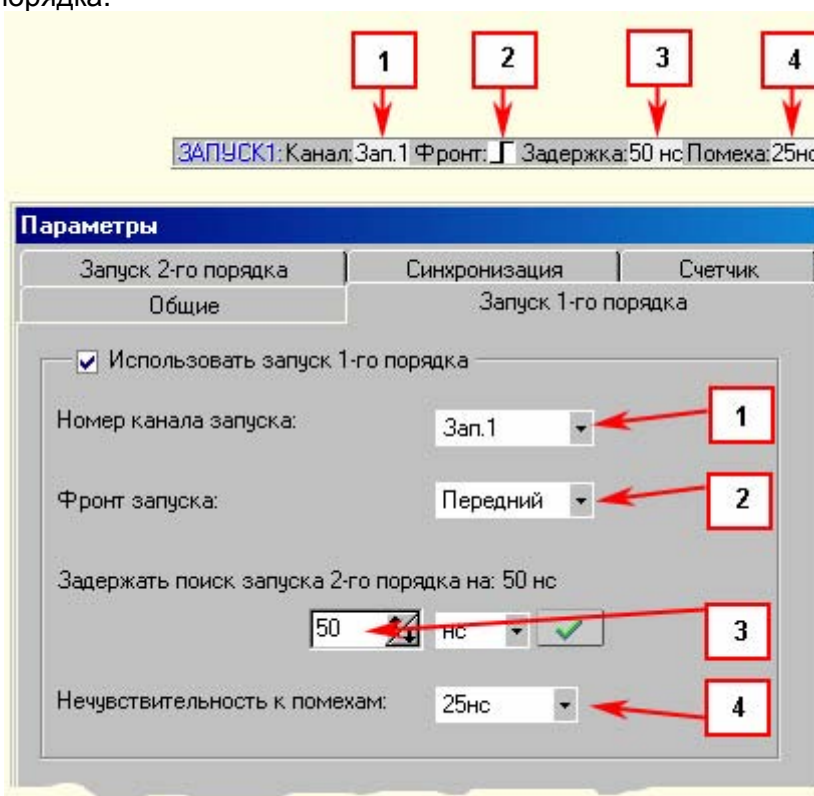 порядка.
1 2 3 4
ЗАПУСК1: Канал: Зап.1 Фронт: Задержка: 50 нс Помеха: 25нс
Параметры
Запуск 2-го порядка Синхронизация Счетчик
Общие Запуск 1-го порядка
Использовать запуск 1-го порядка
Номер канала запуска: Зап.1 1
Фронт запуска: Передний 2
Задержать поиск запуска 2-го порядка на: 50 нс
50 нс 3
Нечувствительность к помехам: 25нс 4